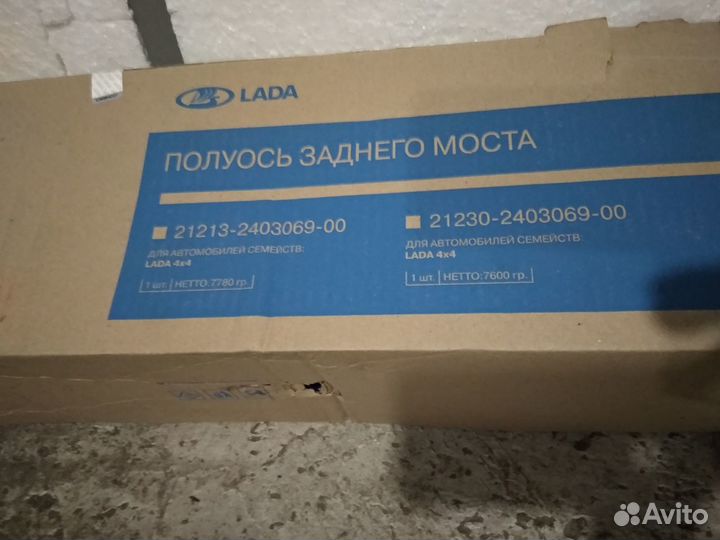 LADA
ПОЛУОСЬ ЗАДНЕГО МОСТА
21213-2403069-00
ДЛЯ АВТОМОБИЛЕЙ СЕМЕЙСТВ:
LADA 4x4
1 шт. НЕТТО: 7780 гр.
21230-2403069-00
ДЛЯ АВТОМОБИЛЕЙ СЕМЕЙСТВ:
LADA 4x4
1 шт. НЕТТО: 7600 гр.
Avito